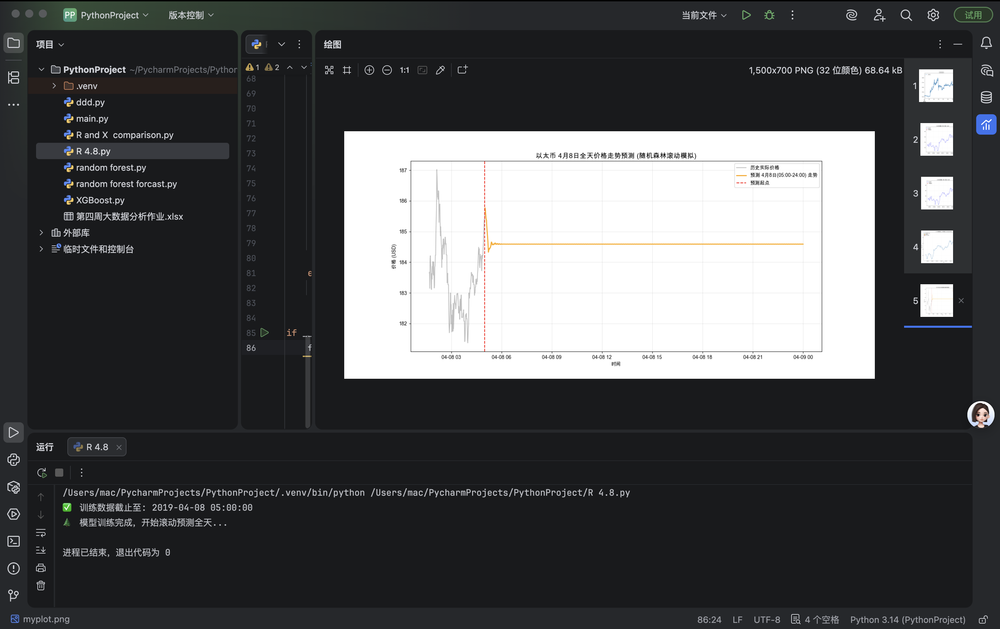 PP PythonProject 版本控制 当前文件 试用
项目
绘图
PythonProject ~/PycharmProjects/Python
.venv
ddd.py
main.py
R and X comparison.py
R 4.8.py
random forest.py
random forest forcast.py
XGBoost.py
第四周大数据分析作业.xlsx
外部库
临时文件和控制台
1 2
68
69
70
71
72
73
74
75
76
77
78
79
80
81 e
82
83
84
85 if __
86 f
1:1
1,500x700 PNG (32 位颜色) 68.64 kB
以太币 4月8日全天价格走势预测 (随机森林滚动模拟)
历史实际价格
预测 4月8日(05:00-24:00) 走势
预测起点
187
186
185
184
183
182
价格 (USD)
04-08 03 04-08 06 04-08 09 04-08 12 04-08 15 04-08 18 04-08 21 04-09 00
时间
1
2
3
4
5
运行 R 4.8
/Users/mac/PycharmProjects/PythonProject/.venv/bin/python /Users/mac/PycharmProjects/PythonProject/R 4.8.py
✅ 训练数据截止至: 2019-04-08 05:00:00
🌲 模型训练完成，开始滚动预测全天...
进程已结束，退出代码为 0
myplot.png 86:24 LF UTF-8 4 个空格 Python 3.14 (PythonProject)